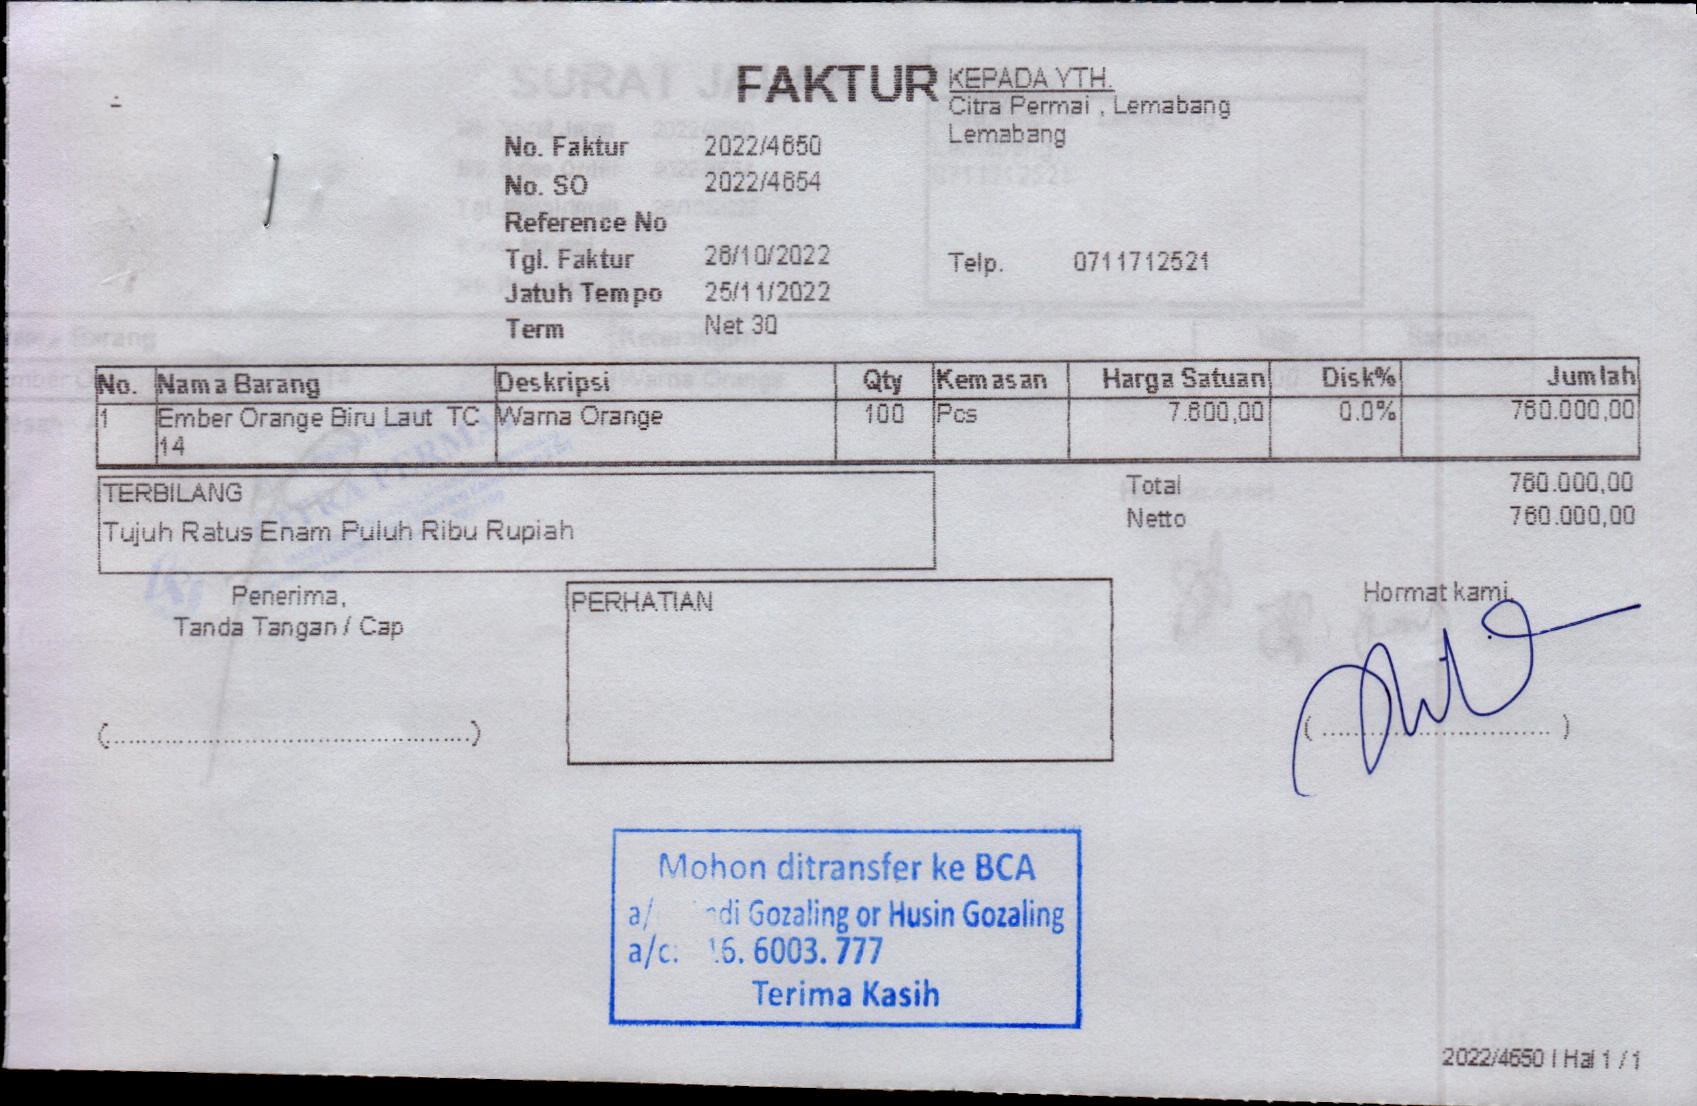 FAKTUR
KEPADA YTH.
Citra Permai , Lemabang
Lemabang
No. Faktur 2022/4650
No. SO 2022/4654
Reference No
Tgl. Faktur 26/10/2022
Telp. 0711712521
Jatuh Tempo 25/11/2022
Term Net 30
No. Nama Barang Deskripsi Qty Kemasan Harga Satuan Disk% Jumlah
1 Ember Orange Biru Laut TC Warna Orange 100 Pcs 7.600,00 0.0% 760.000,00
14
TERBILANG
Total 760.000,00
Tujuh Ratus Enam Puluh Ribu Rupiah
Netto 760.000,00
Penerima,
Tanda Tangan / Cap
PERHATIAN
Hormat kami,
(..............................................)
( .............................. )
Mohon ditransfer ke BCA
Gozaling or Husin Gozaling
a/c. 6003. 777
Terima Kasih
2022/4650 | Hal 1 / 1